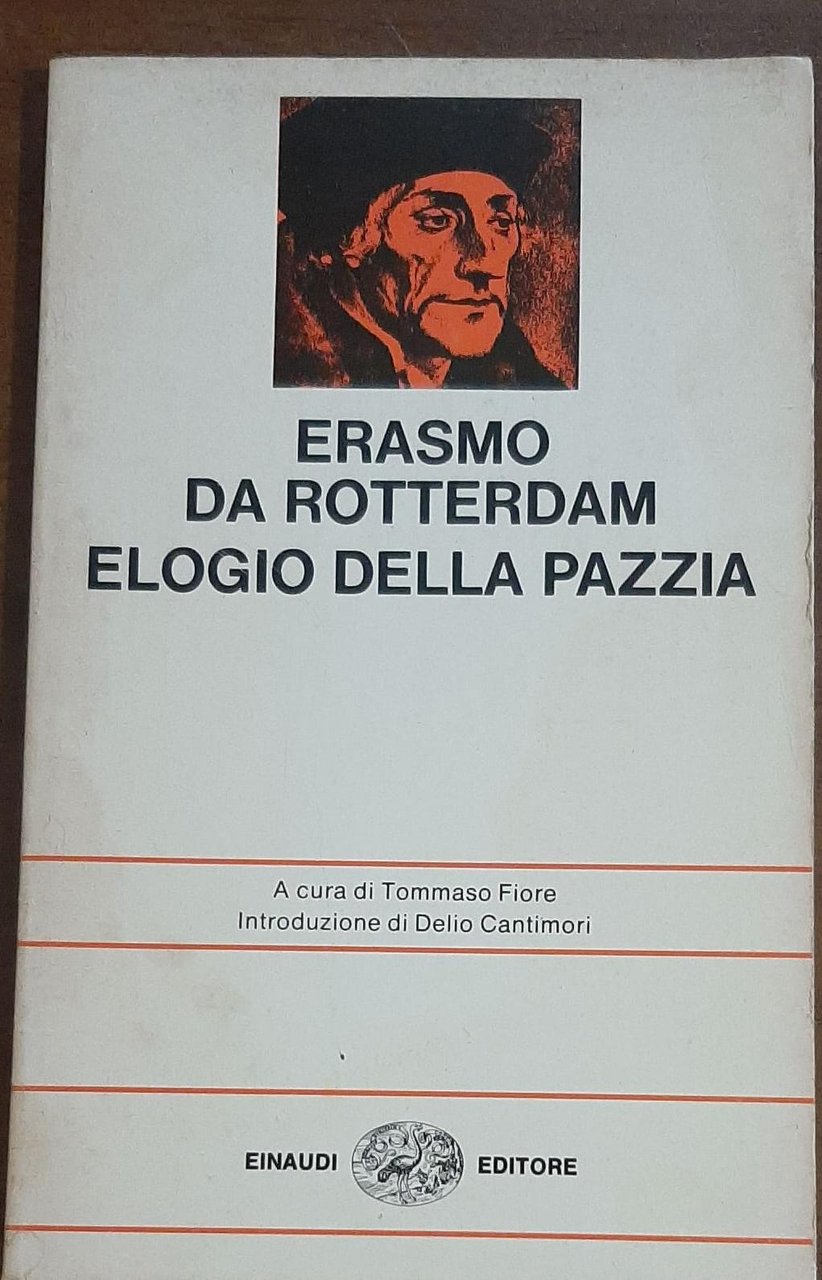 ERASMO
DA ROTTERDAM
ELOGIO DELLA PAZZIA
A cura di Tommaso Fiore
Introduzione di Delio Cantimori
EINAUDI EDITORE